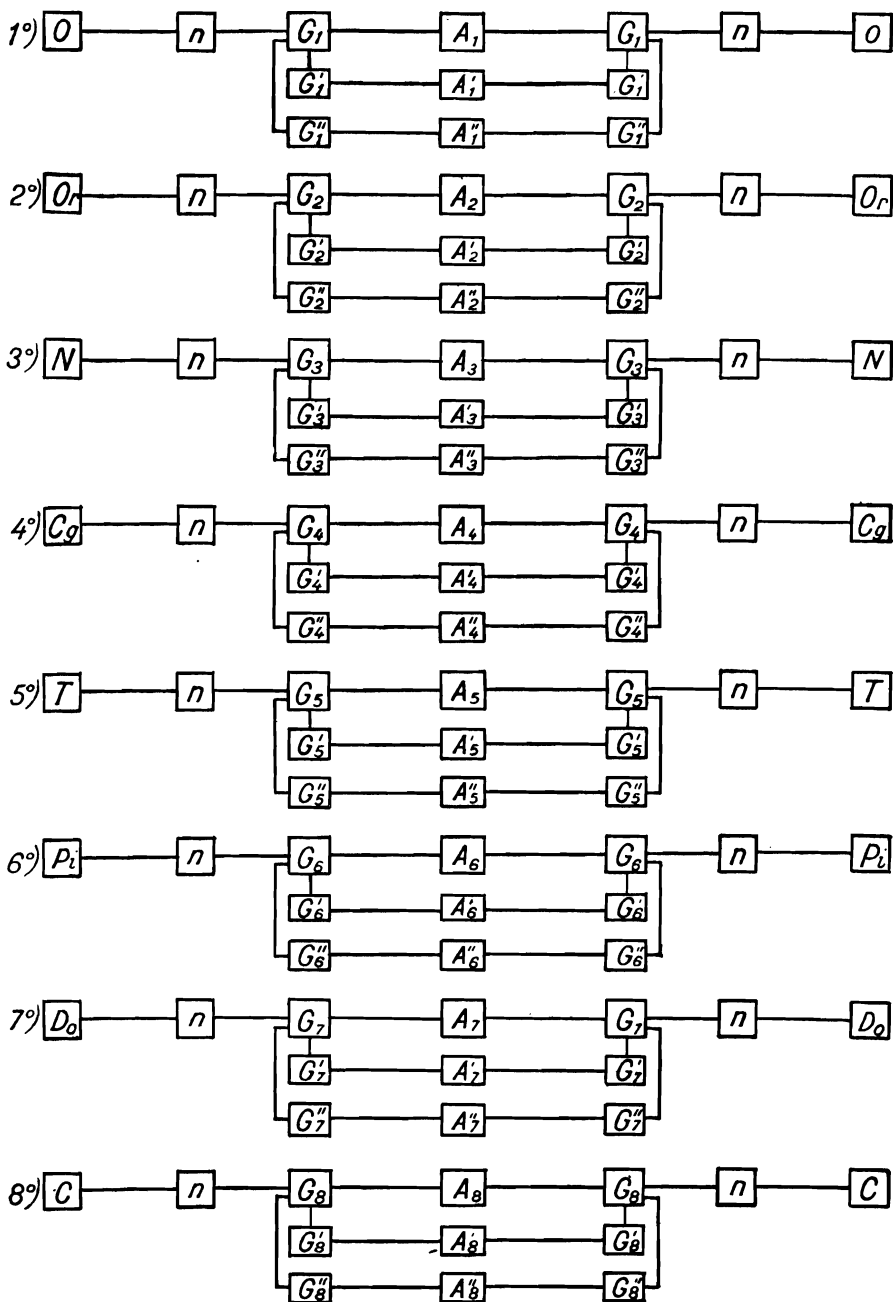 1°) O n G₁ A₁ G₁ n O
G'₁ A'₁ G'₁
G''₁ A''₁ G''₁
2°) Or n G₂ A₂ G₂ n Or
G'₂ A'₂ G'₂
G''₂ A''₂ G''₂
3°) N n G₃ A₃ G₃ n N
G'₃ A'₃ G'₃
G''₃ A''₃ G''₃
4°) Cg n G₄ A₄ G₄ n Cg
G'₄ A'₄ G'₄
G''₄ A''₄ G''₄
5°) T n G₅ A₅ G₅ n T
G'₅ A'₅ G'₅
G''₅ A''₅ G''₅
6°) Pi n G₆ A₆ G₆ n Pi
G'₆ A'₆ G'₆
G''₆ A''₆ G''₆
7°) Do n G₇ A₇ G₇ n Do
G'₇ A'₇ G'₇
G''₇ A''₇ G''₇
8°) C n G₈ A₈ G₈ n C
G'₈ A'₈ G'₈
G''₈ A''₈ G''₈